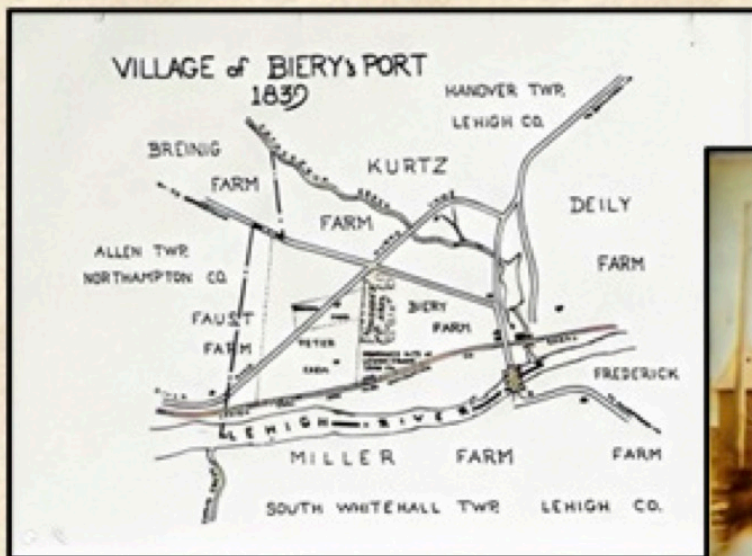 VILLAGE of BIERY's PORT
1839
HANOVER TWP.
LEHIGH CO.
BREINIG
FARM
KURTZ
FARM
DEILY
FARM
ALLEN TWP.
NORTHAMPTON CO.
FAUST
FARM
BIERY
FARM
FREDERICK
FARM
LEHIGH RIVER
MILLER FARM
SOUTH WHITEHALL TWP. LEHIGH CO.